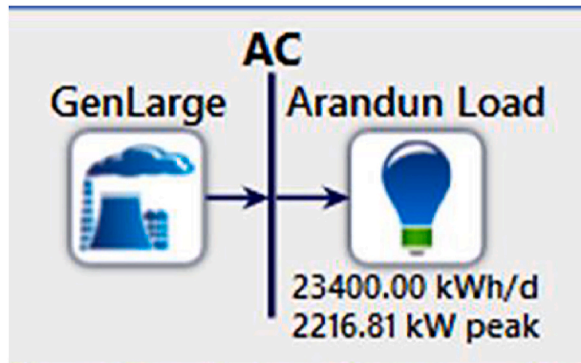 AC
GenLarge
Arandun Load
23400.00 kWh/d
2216.81 kW peak